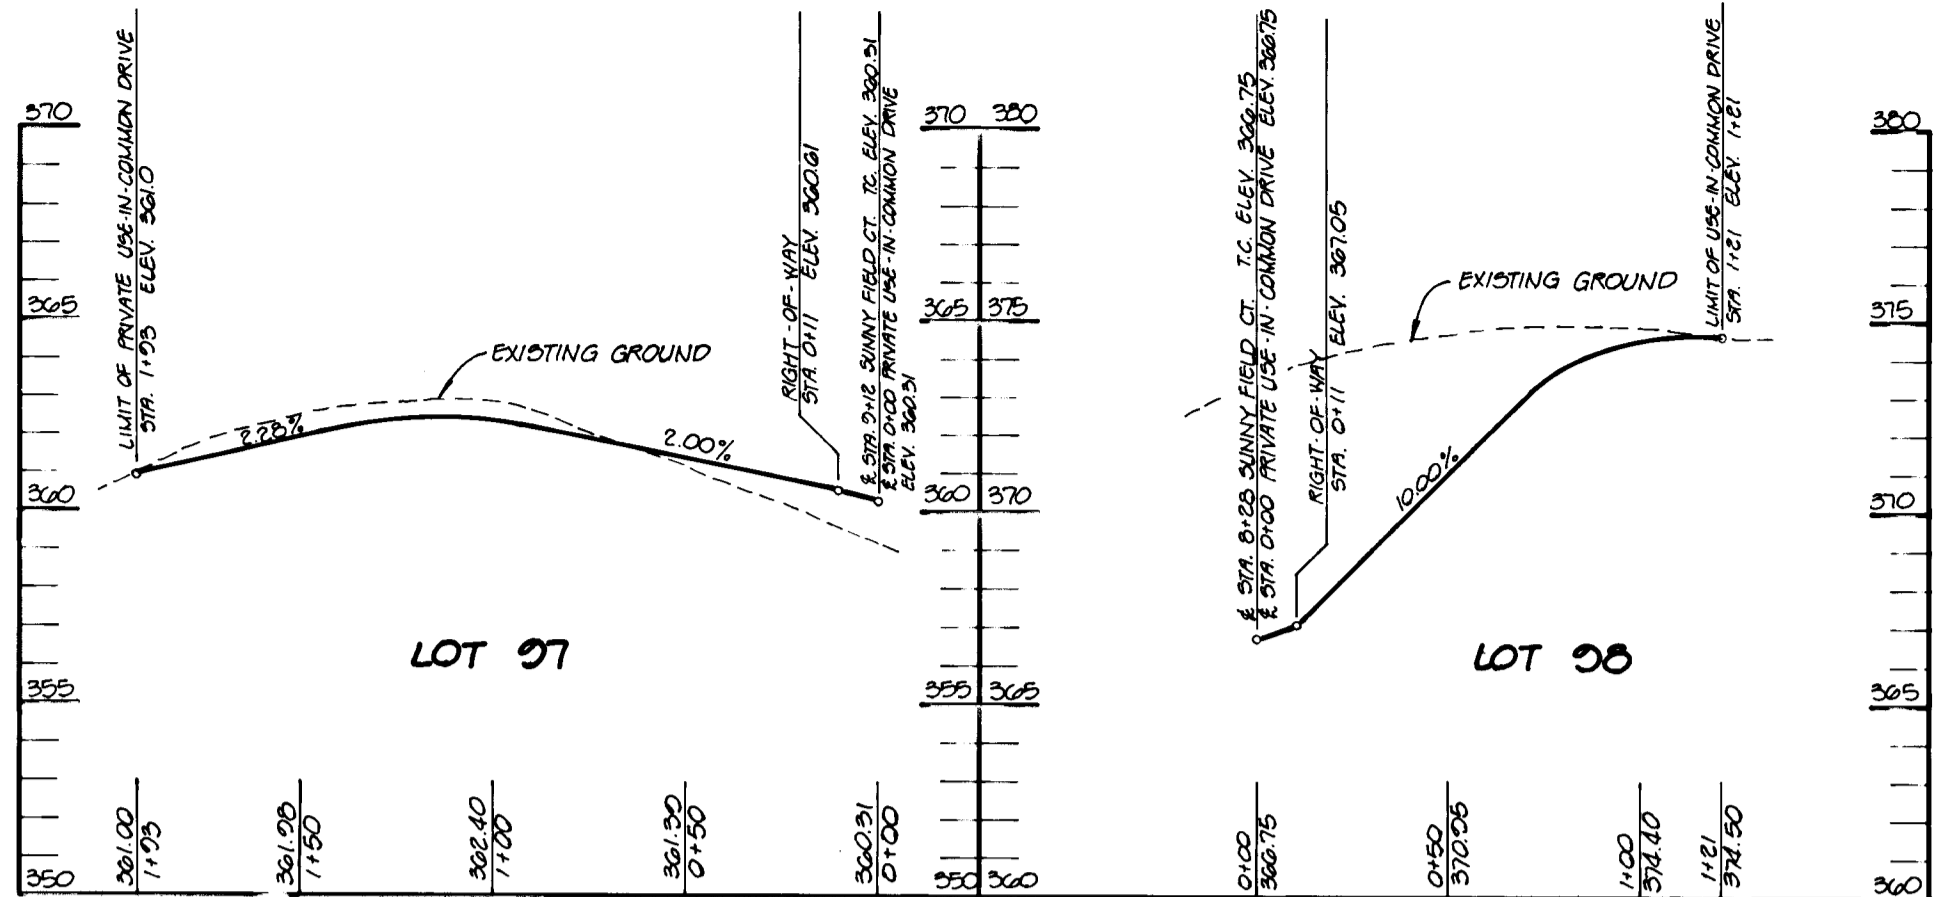 LIMIT OF PRIVATE USE-IN-COMMON DRIVE
STA. 1+93 ELEV. 361.0
RIGHT-OF-WAY
STA. 0+11 ELEV. 360.61
℄ STA. 9+12 SUNNY FIELD CT. T.C. ELEV. 360.31
℄ STA. 0+00 PRIVATE USE-IN-COMMON DRIVE
ELEV. 360.31
370
365
360
355
350
EXISTING GROUND
2.28%
2.00%
LOT 97
361.00
1+93
361.98
1+50
362.40
1+00
361.39
0+50
360.31
0+00
370 380
365 375
360 370
355 365
350 360
℄ STA. 8+28 SUNNY FIELD CT. T.C. ELEV. 366.75
℄ STA. 0+00 PRIVATE USE-IN-COMMON DRIVE ELEV. 366.75
RIGHT-OF-WAY
STA. 0+11 ELEV. 367.05
EXISTING GROUND
10.00%
LIMIT OF USE-IN-COMMON DRIVE
STA. 1+21 ELEV. 1+21
LOT 98
0+00
366.75
0+50
370.95
1+00
374.40
1+21
374.50
380
375
370
365
360